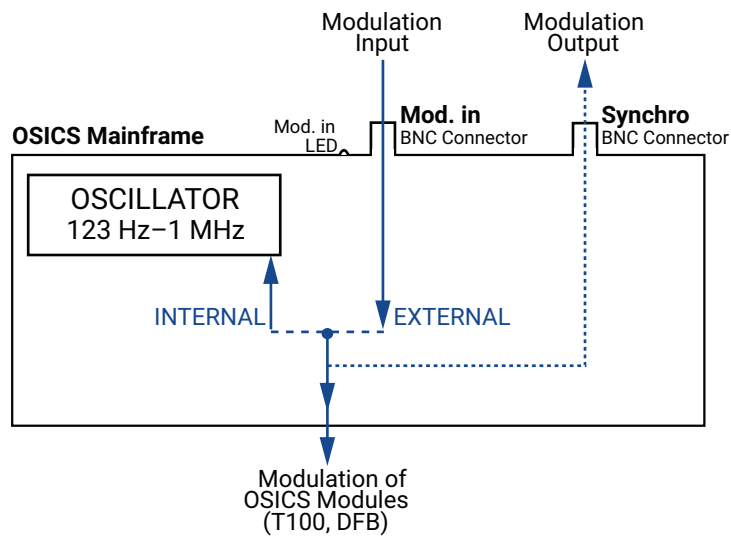 Modulation
Input
Modulation
Output
OSICS Mainframe
Mod. in
LED
Mod. in
BNC Connector
Synchro
BNC Connector
OSCILLATOR
123 Hz–1 MHz
INTERNAL
EXTERNAL
Modulation of
OSICS Modules
(T100, DFB)